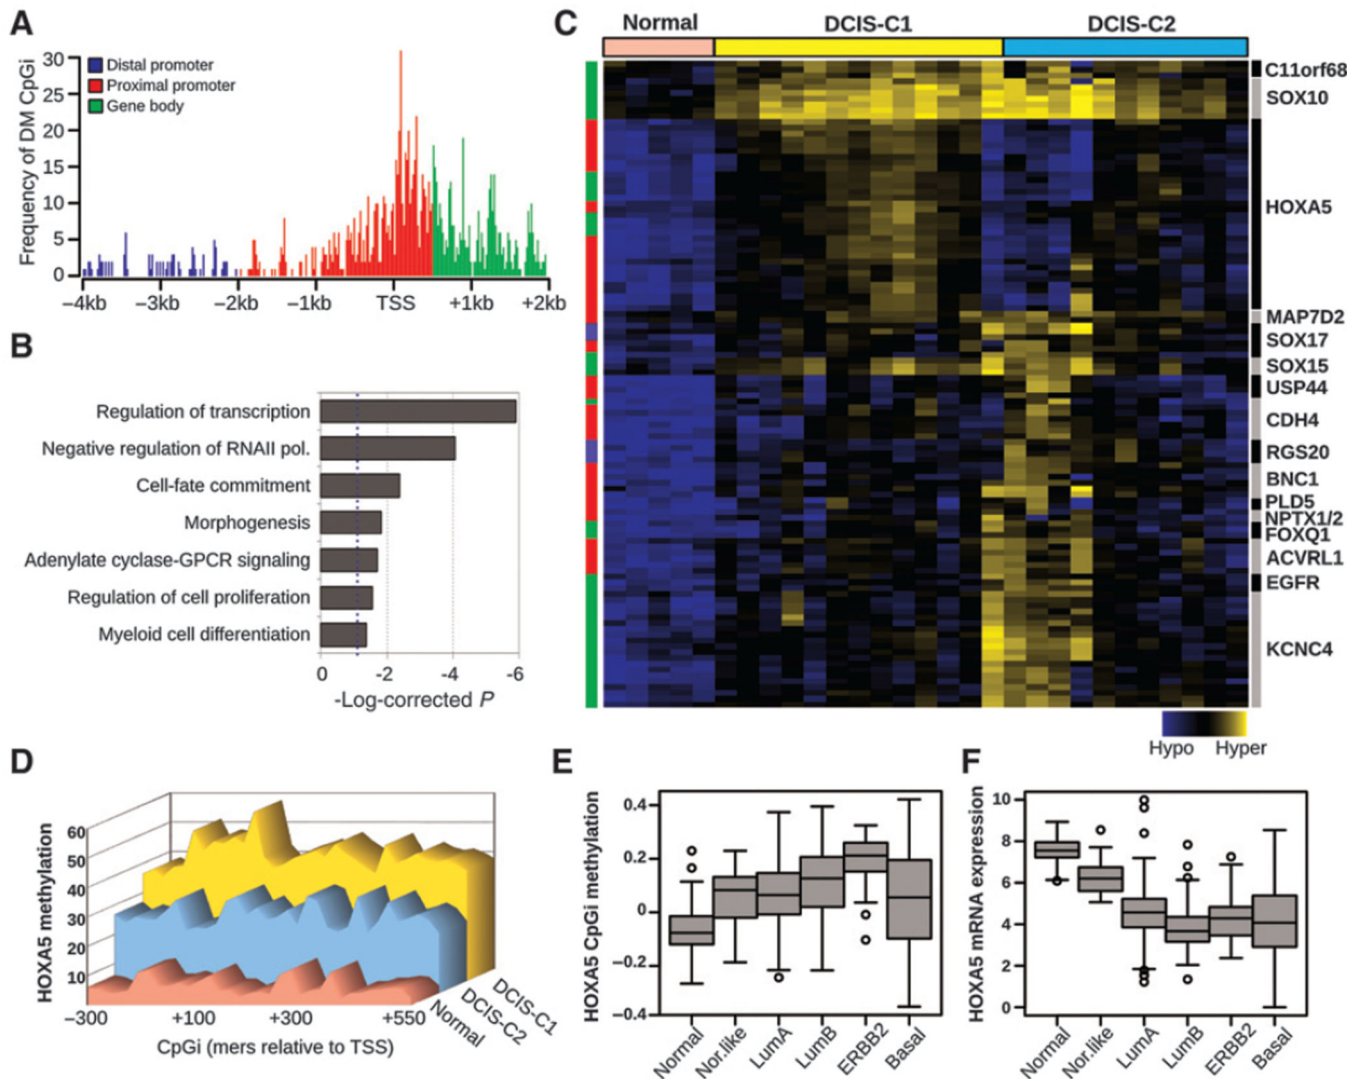 A
Frequency of DM CpGi
30
20
15
10
5
0
Distal promoter
Proximal promoter
Gene body
−4kb −3kb −2kb −1kb TSS +1kb +2kb
B
Regulation of transcription
Negative regulation of RNAII pol.
Cell-fate commitment
Morphogenesis
Adenylate cyclase-GPCR signaling
Regulation of cell proliferation
Myeloid cell differentiation
0 -2 -4 -6
-Log-corrected P
C
Normal DCIS-C1 DCIS-C2
C11orf68
SOX10
HOXA5
MAP7D2
SOX17
SOX15
USP44
CDH4
RGS20
BNC1
PLD5
NPTX1/2
FOXQ1
ACVRL1
EGFR
KCNC4
Hypo Hyper
D
HOXA5 methylation
60
50
40
30
20
10
−300 +100 +300 +550
CpGi (mers relative to TSS)
Normal
DCIS-C2
DCIS-C1
E
HOXA5 CpGi methylation
0.4
0.2
0
−0.2
−0.4
Normal Nor.like LumA LumB ERBB2 Basal
F
HOXA5 mRNA expression
10
8
6
4
2
0
Normal Nor.like LumA LumB ERBB2 Basal